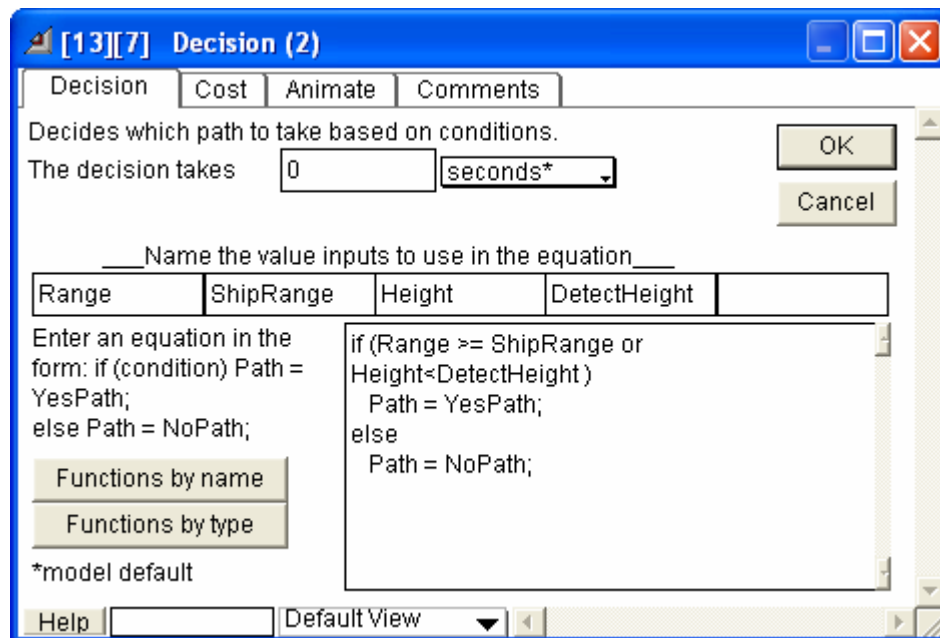 [13][7] Decision (2)
Decision Cost Animate Comments
Decides which path to take based on conditions.
OK
The decision takes 0 seconds*
Cancel
___Name the value inputs to use in the equation___
Range ShipRange Height DetectHeight
Enter an equation in the
form: if (condition) Path =
YesPath;
else Path = NoPath;
if (Range >= ShipRange or
Height<DetectHeight )
Path = YesPath;
else
Path = NoPath;
Functions by name
Functions by type
*model default
Help Default View